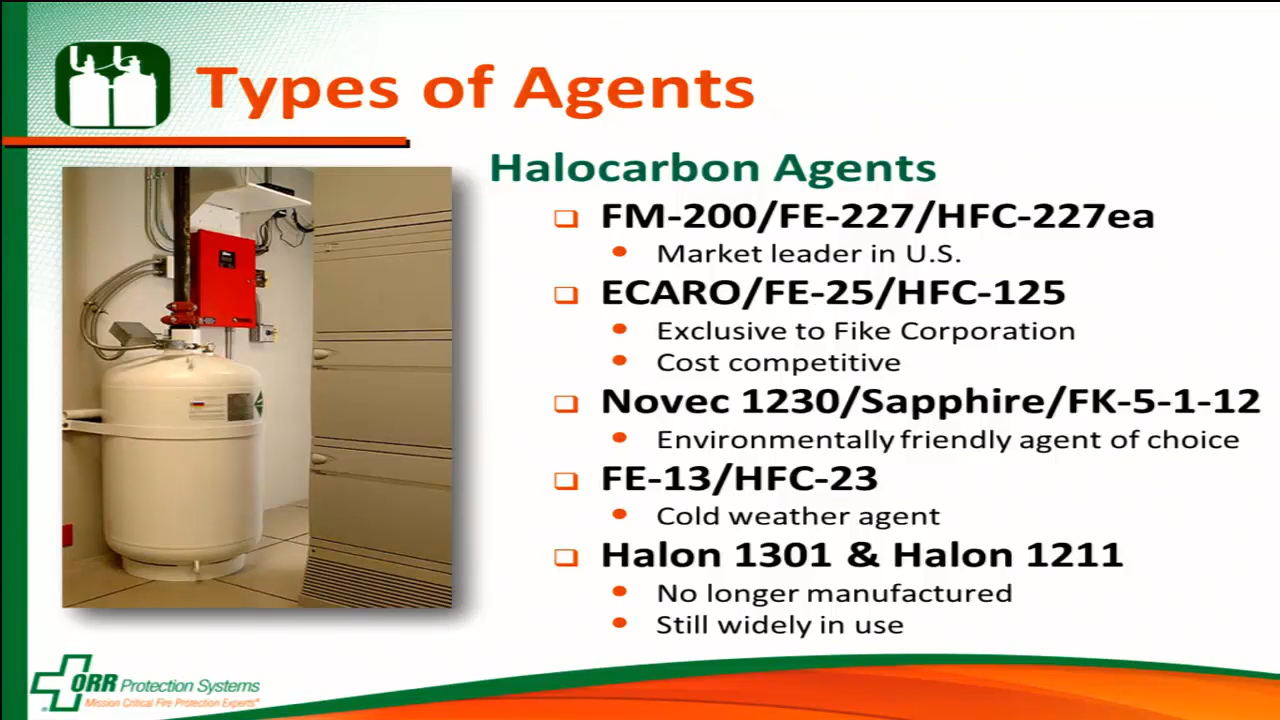 Types of Agents
Halocarbon Agents
FM-200/FE-227/HFC-227ea
Market leader in U.S.
ECARO/FE-25/HFC-125
Exclusive to Fike Corporation
Cost competitive
Novec 1230/Sapphire/FK-5-1-12
Environmentally friendly agent of choice
FE-13/HFC-23
Cold weather agent
Halon 1301 & Halon 1211
No longer manufactured
Still widely in use
ORR Protection Systems
Mission Critical Fire Protection Experts